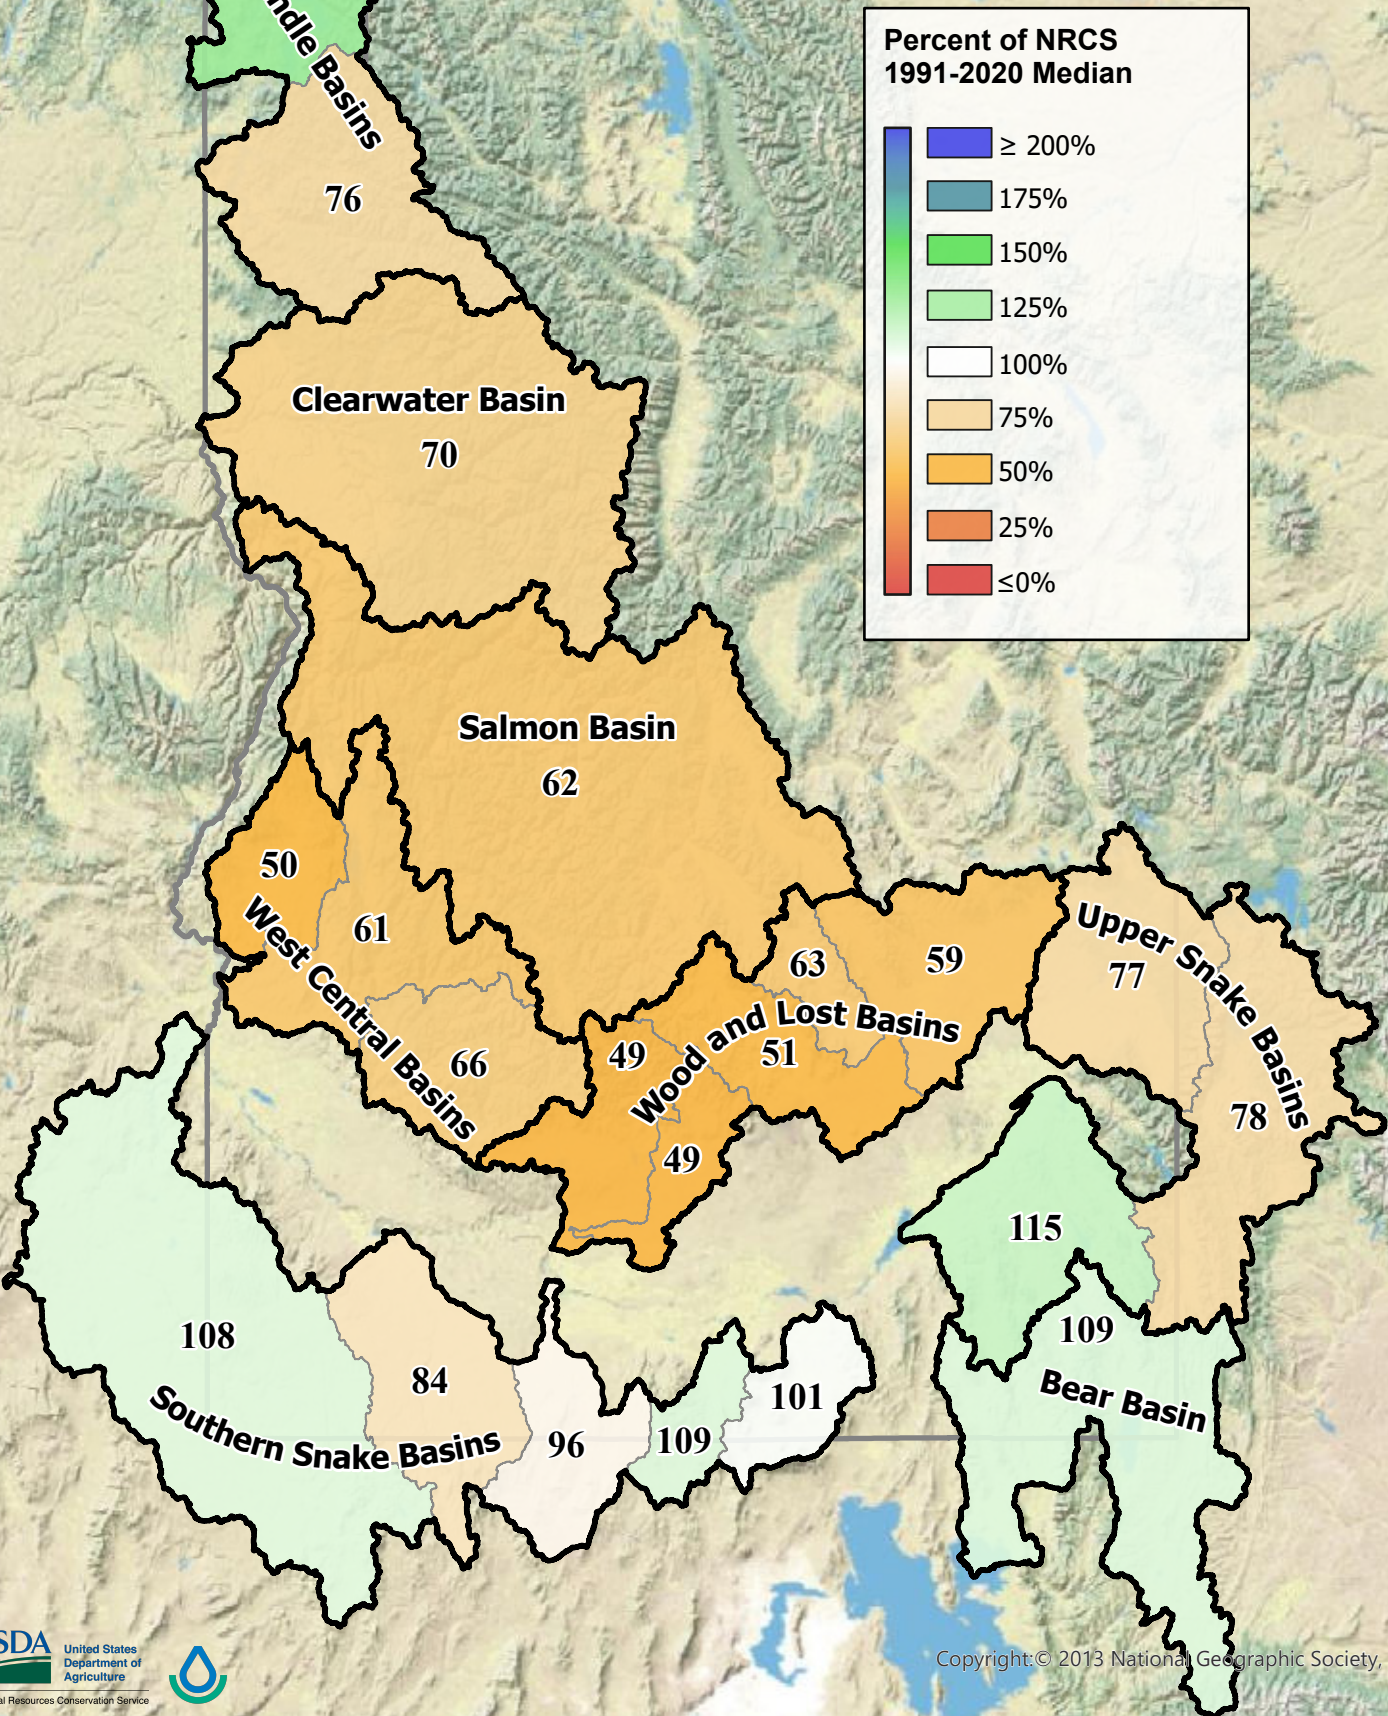 ndle Basins
Percent of NRCS
1991-2020 Median
≥ 200%
175%
150%
125%
100%
75%
50%
25%
≤0%
76
Clearwater Basin
70
Salmon Basin
62
50
61
West Central Basins
66
63
59
49
Wood and Lost Basins
51
49
Upper Snake Basins
77
78
115
109
Bear Basin
108
84
Southern Snake Basins
96
109
101
SDA
United States
Department of
Agriculture
al Resources Conservation Service
Copyright:© 2013 National Geographic Society,